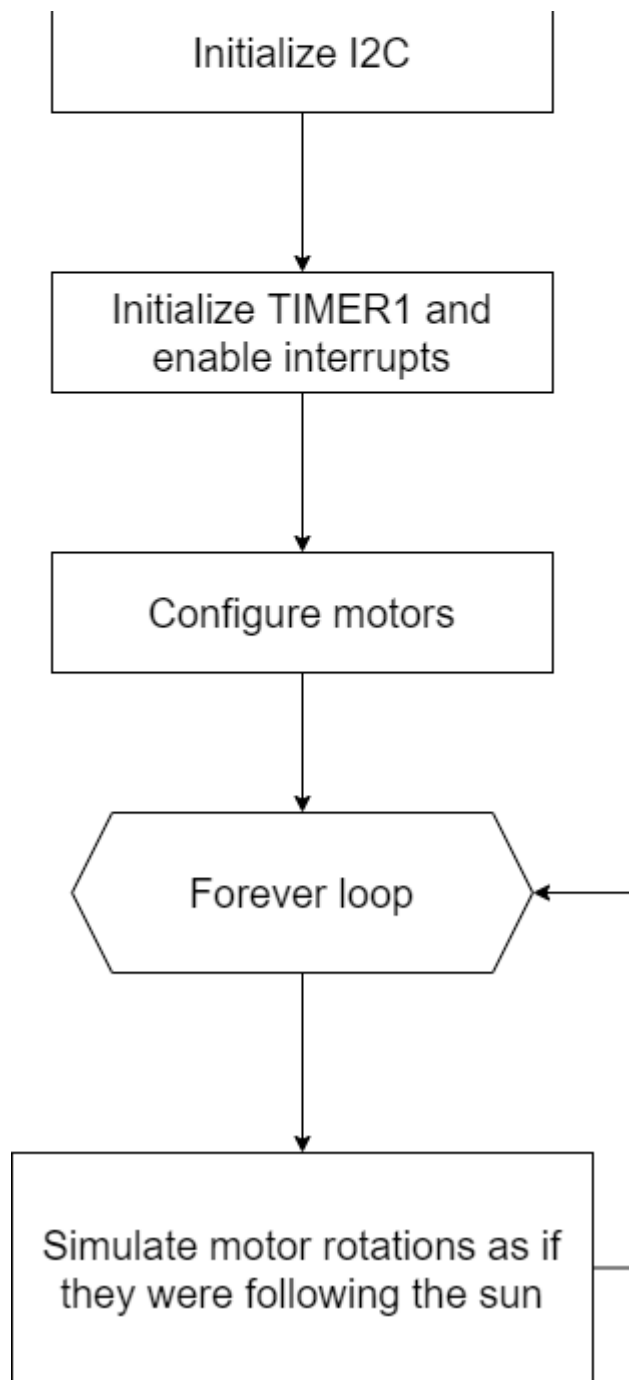 Initialize I2C
Initialize TIMER1 and
enable interrupts
Configure motors
Forever loop
Simulate motor rotations as if
they were following the sun